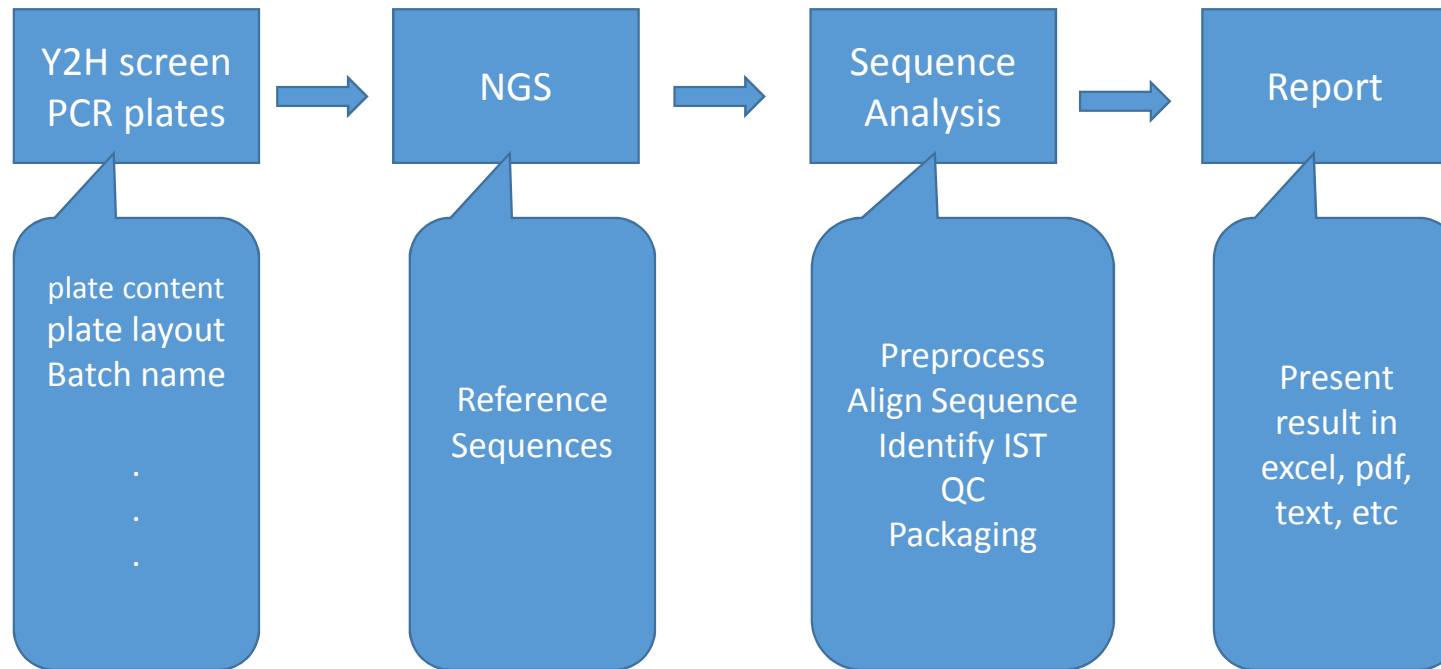 Y2H screen
PCR plates
NGS
Sequence
Analysis
Report
plate content
plate layout
Batch name
.
.
.
Reference
Sequences
Preprocess
Align Sequence
Identify IST
QC
Packaging
Present
result in
excel, pdf,
text, etc